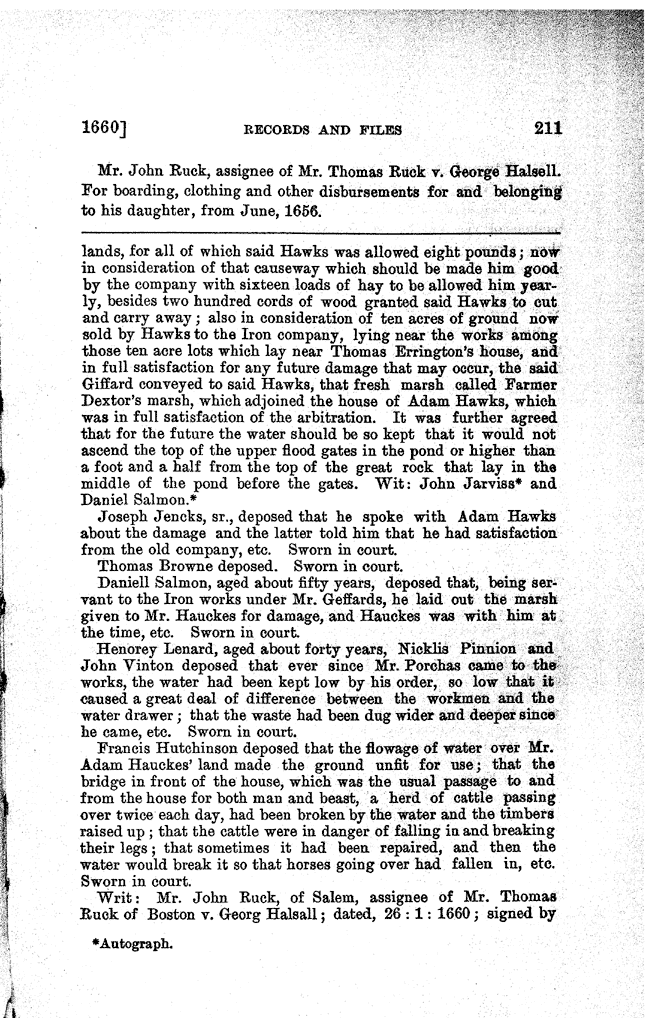 1660] RECORDS AND FILES 211
Mr. John Ruck, assignee of Mr. Thomas Ruck v. George Halsell.
For boarding, clothing and other disbursements for and belonging
to his daughter, from June, 1656.
lands, for all of which said Hawks was allowed eight pounds; now
in consideration of that causeway which should be made him good
by the company with sixteen loads of hay to be allowed him year-
ly, besides two hundred cords of wood granted said Hawks to cut
and carry away; also in consideration of ten acres of ground now
sold by Hawks to the Iron company, lying near the works among
those ten acre lots which lay near Thomas Errington's house, and
in full satisfaction for any future damage that may occur, the said
Giffard conveyed to said Hawks, that fresh marsh called Farmer
Dextor's marsh, which adjoined the house of Adam Hawks, which
was in full satisfaction of the arbitration. It was further agreed
that for the future the water should be so kept that it would not
ascend the top of the upper flood gates in the pond or higher than
a foot and a half from the top of the great rock that lay in the
middle of the pond before the gates. Wit: John Jarviss* and
Daniel Salmon.*
Joseph Jencks, sr., deposed that he spoke with Adam Hawks
about the damage and the latter told him that he had satisfaction
from the old company, etc. Sworn in court.
Thomas Browne deposed. Sworn in court.
Daniell Salmon, aged about fifty years, deposed that, being ser-
vant to the Iron works under Mr. Geffards, he laid out the marsh
given to Mr. Hauckes for damage, and Hauckes was with him at
the time, etc. Sworn in court.
Henorey Lenard, aged about forty years, Nicklis Pinnion and
John Vinton deposed that ever since Mr. Porchas came to the
works, the water had been kept low by his order, so low that it
caused a great deal of difference between the workmen and the
water drawer; that the waste had been dug wider and deeper since
he came, etc. Sworn in court.
Francis Hutchinson deposed that the flowage of water over Mr.
Adam Hauckes' land made the ground unfit for use; that the
bridge in front of the house, which was the usual passage to and
from the house for both man and beast, a herd of cattle passing
over twice each day, had been broken by the water and the timbers
raised up; that the cattle were in danger of falling in and breaking
their legs; that sometimes it had been repaired, and then the
water would break it so that horses going over had fallen in, etc.
Sworn in court.
Writ: Mr. John Ruck, of Salem, assignee of Mr. Thomas
Ruck of Boston v. Georg Halsall; dated, 26 : 1 : 1660; signed by
*Autograph.